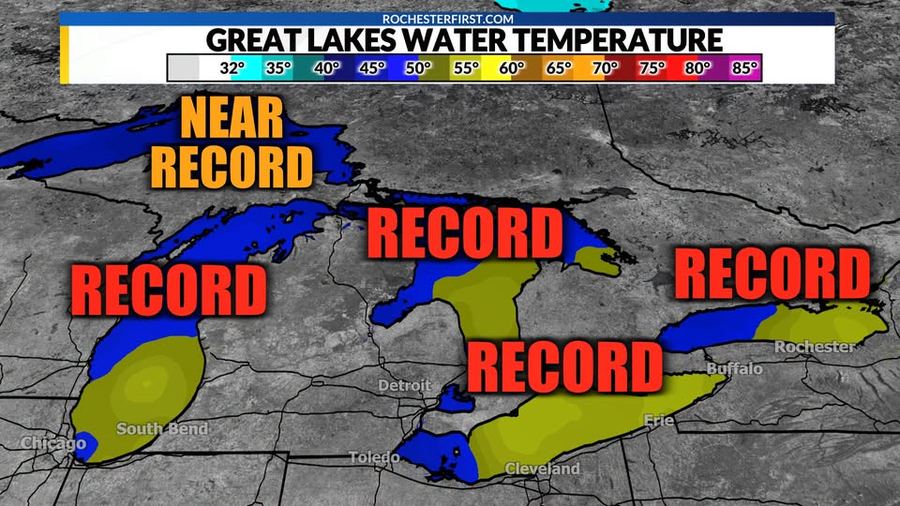 ROCHESTERFIRST.COM
GREAT LAKES WATER TEMPERATURE
32° 35° 40° 45° 50° 55° 60° 65° 70° 75° 80° 85°
NEAR
RECORD
RECORD
RECORD
RECORD
RECORD
Rochester
Buffalo
Detroit
Erie
South Bend
Chicago
Toledo
Cleveland